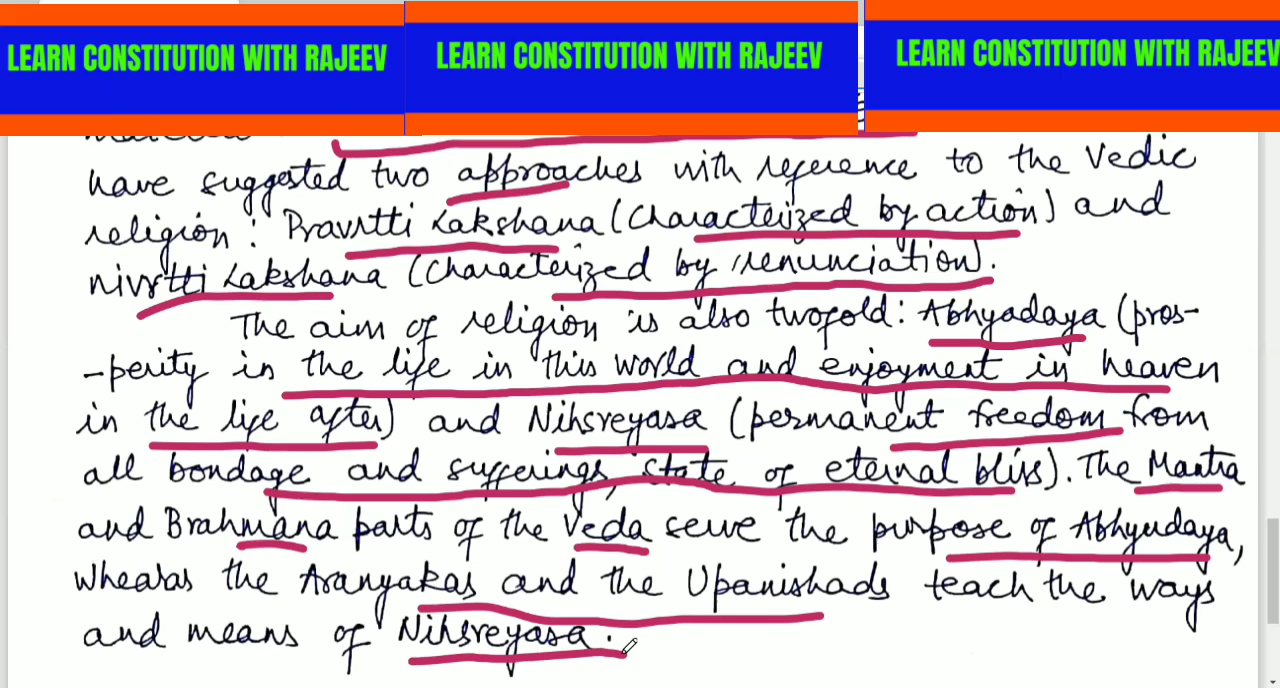 LEARN CONSTITUTION WITH RAJEEV
LEARN CONSTITUTION WITH RAJEEV
LEARN CONSTITUTION WITH RAJEEV
have suggested two approaches with reference to the Vedic
religion: Pravrtti Lakshana (characterized by action) and
nivrtti Lakshana (characterized by renunciation).
The aim of religion is also twofold: Abhyadaya (pros-
-perity in the life in this world and enjoyment in heaven
in the life after) and Nihsreyasa (permanent freedom from
all bondage and sufferings, state of eternal bliss). The Mantra
and Brahmana parts of the Veda serve the purpose of Abhyudaya,
whearas the Aranyakas and the Upanishads teach the ways
and means of Nihsreyasa.